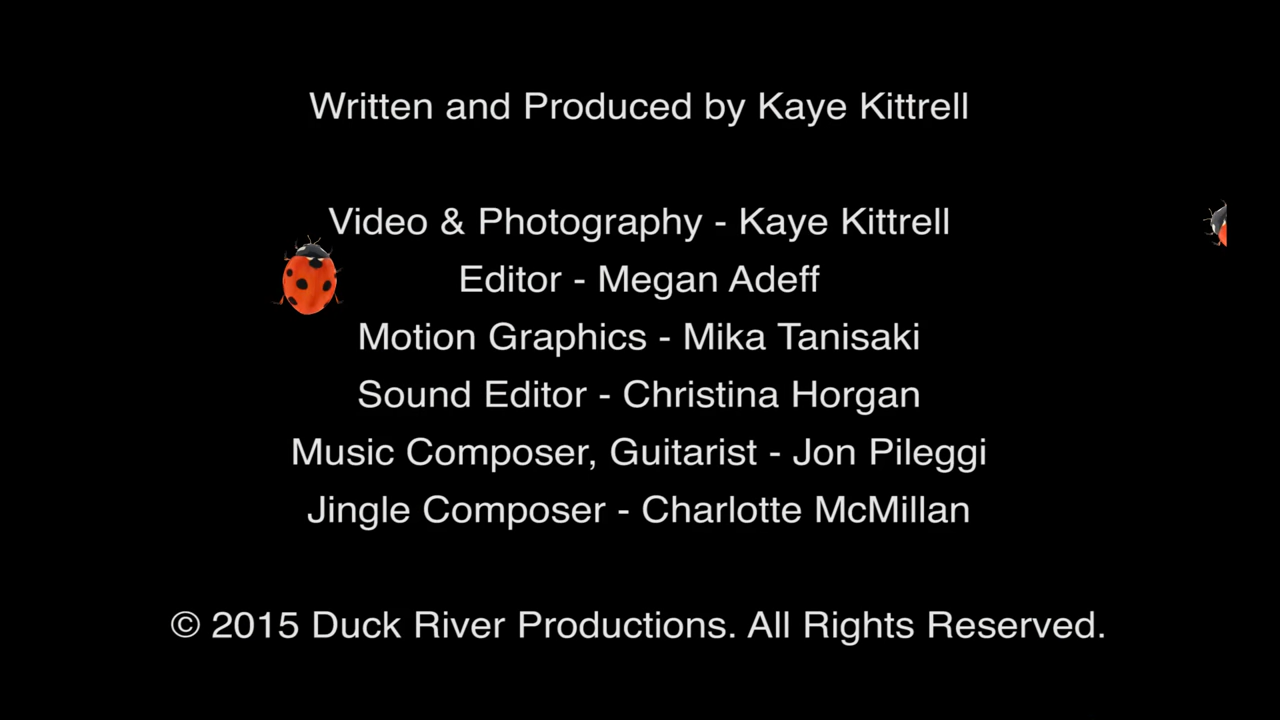 Written and Produced by Kaye Kittrell
Video & Photography - Kaye Kittrell
Editor - Megan Adeff
Motion Graphics - Mika Tanisaki
Sound Editor - Christina Horgan
Music Composer, Guitarist - Jon Pileggi
Jingle Composer - Charlotte McMillan
© 2015 Duck River Productions. All Rights Reserved.